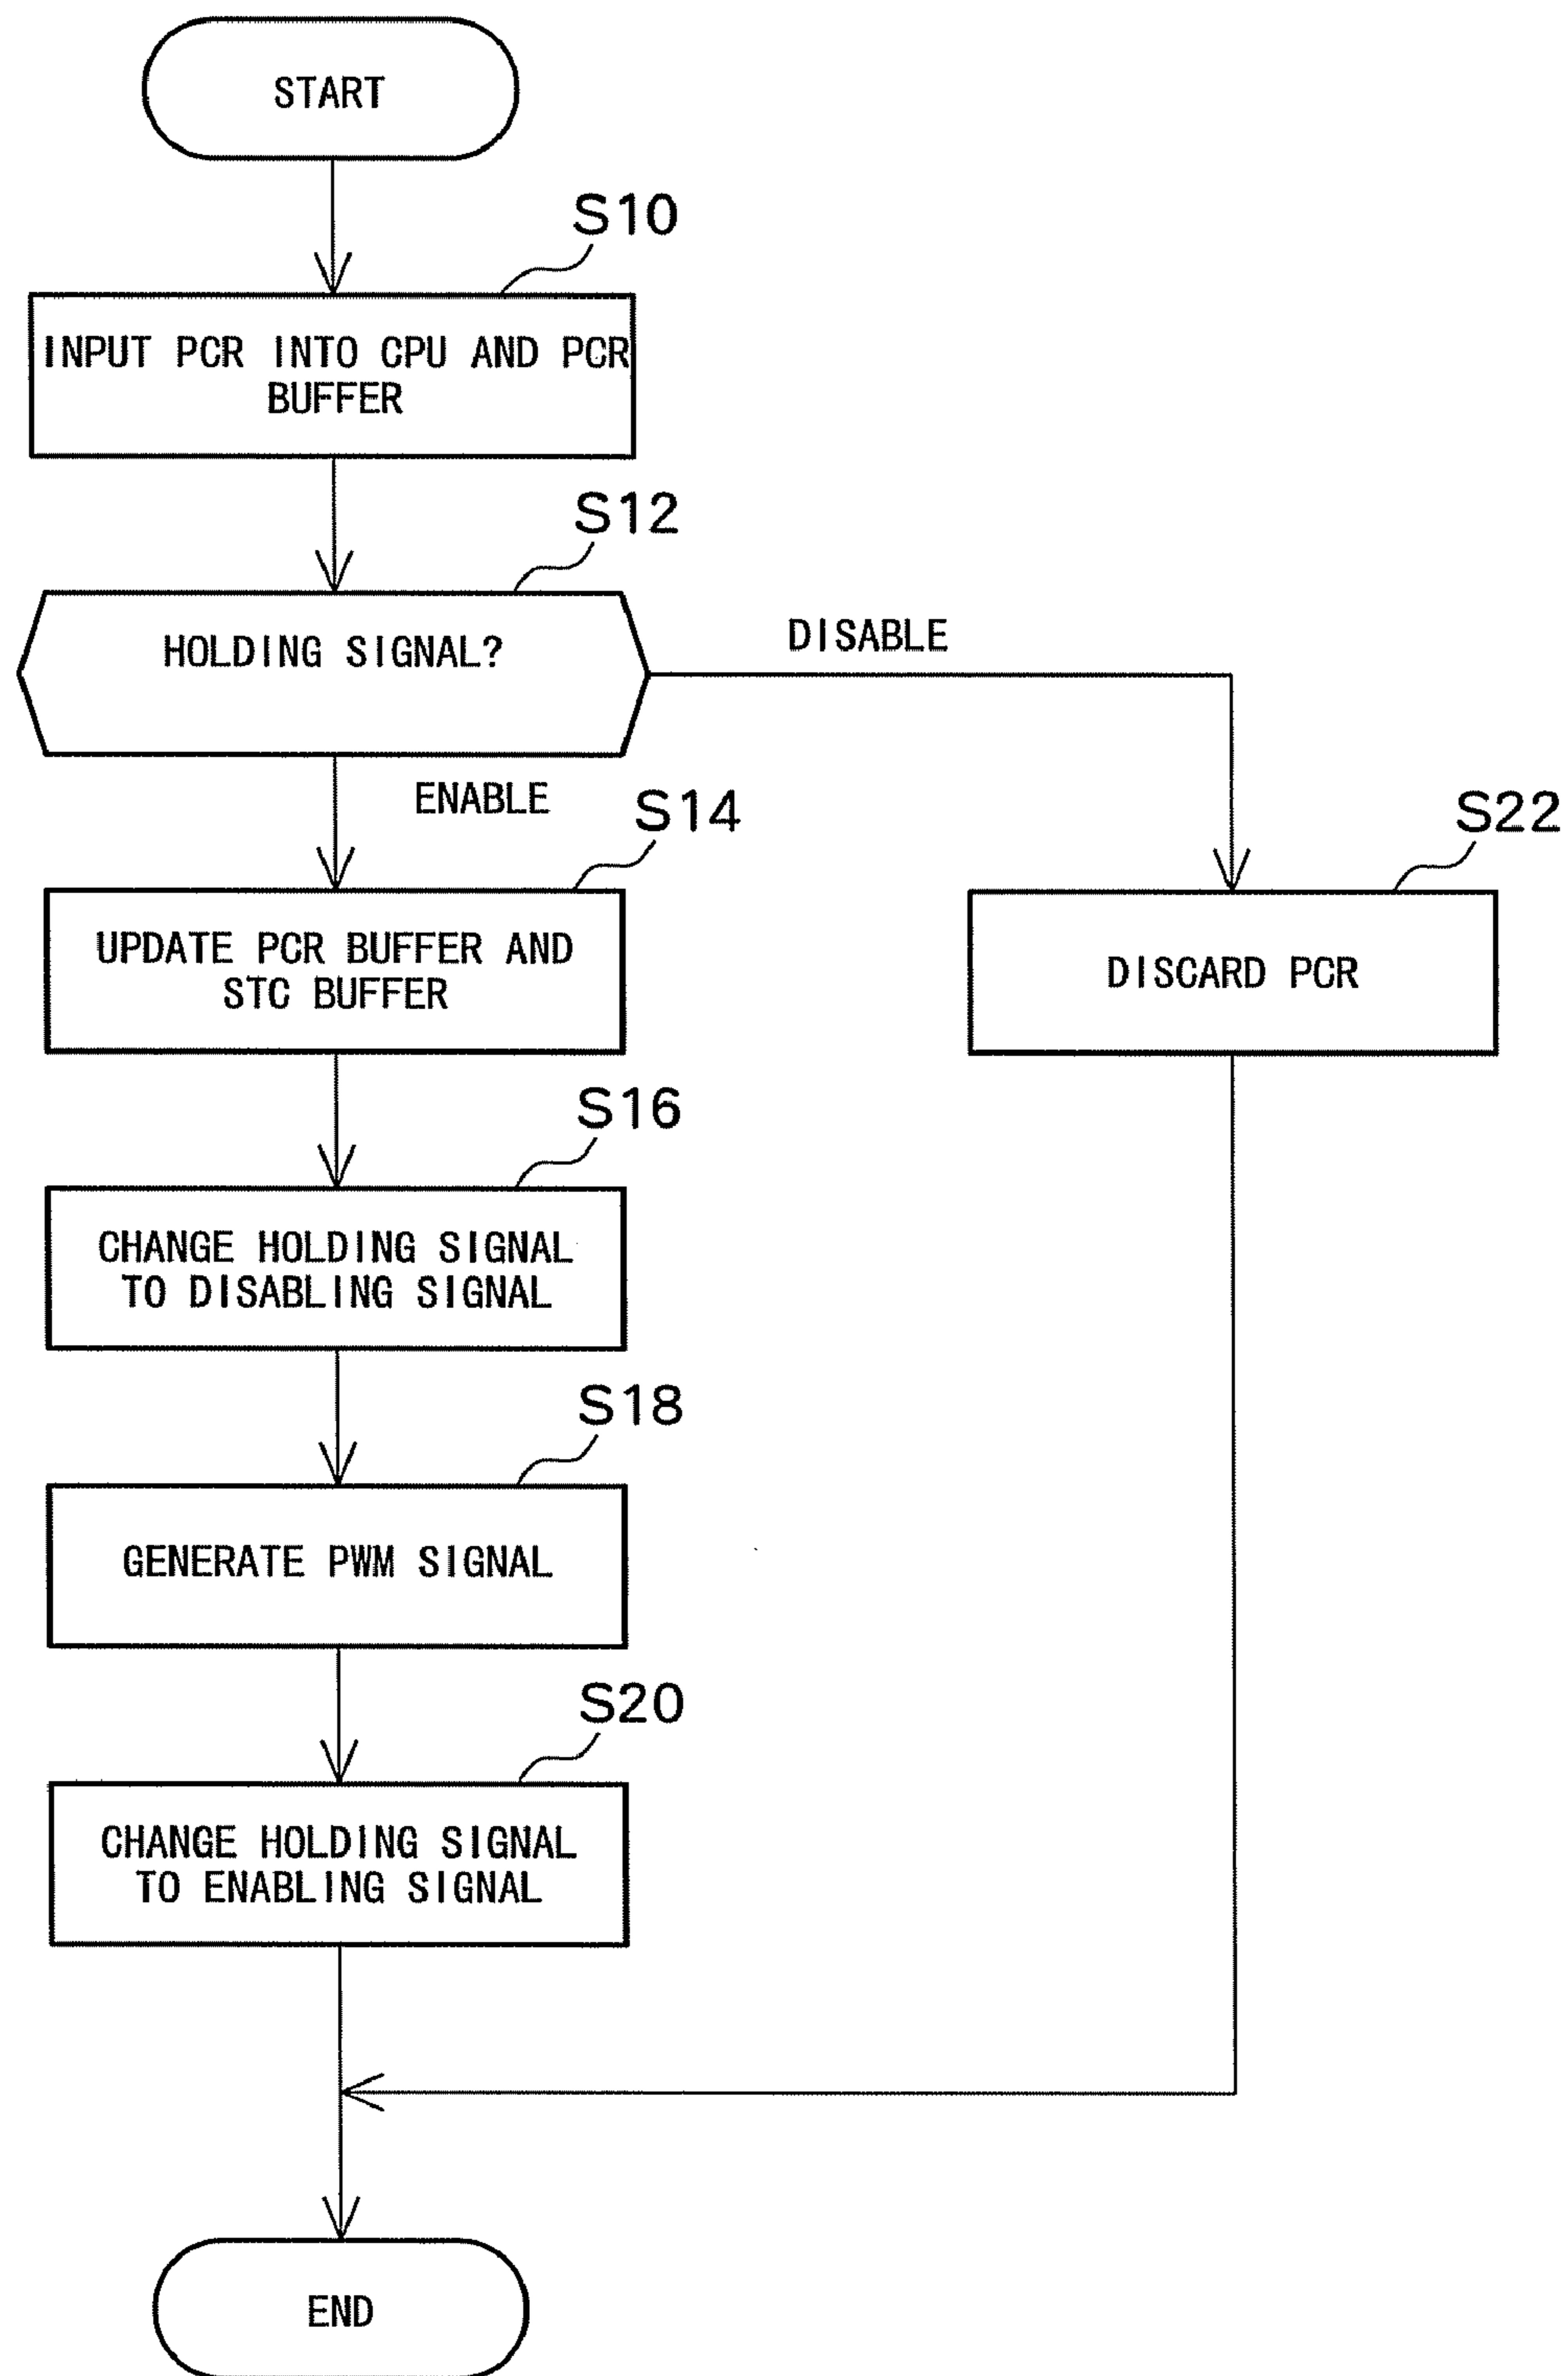 START
S10
INPUT PCR INTO CPU AND PCR
BUFFER
S12
HOLDING SIGNAL?
DISABLE
ENABLE
S14
UPDATE PCR BUFFER AND
STC BUFFER
S22
DISCARD PCR
S16
CHANGE HOLDING SIGNAL
TO DISABLING SIGNAL
S18
GENERATE PWM SIGNAL
S20
CHANGE HOLDING SIGNAL
TO ENABLING SIGNAL
END